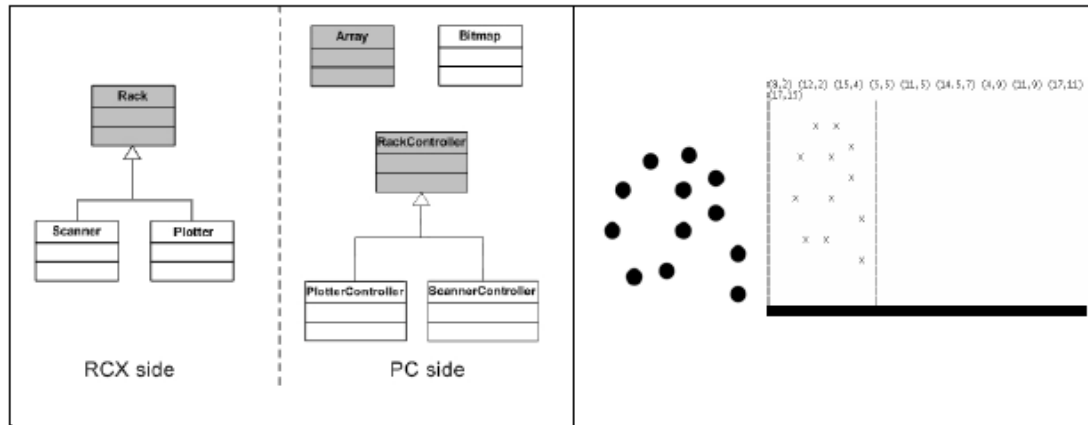 Array
Bitmap
Rack
RackController
Scanner
Plotter
PlotterController
ScannerController
RCX side
PC side
(8,2) (12,2) (15,4) (5,5) (11,5) (14.5,7) (4,9) (11,9) (17,11)
(17,15)